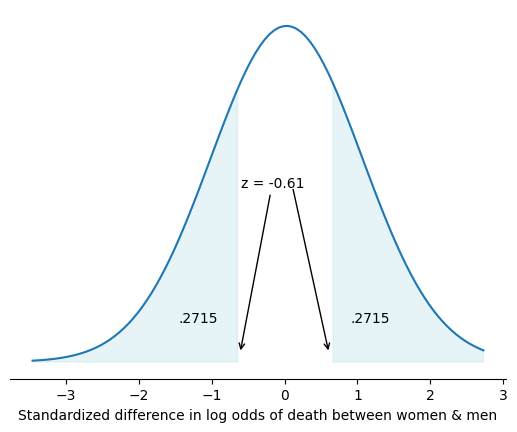 z = -0.61
.2715 .2715
−3 −2 −1 0 1 2 3
Standardized difference in log odds of death between women & men